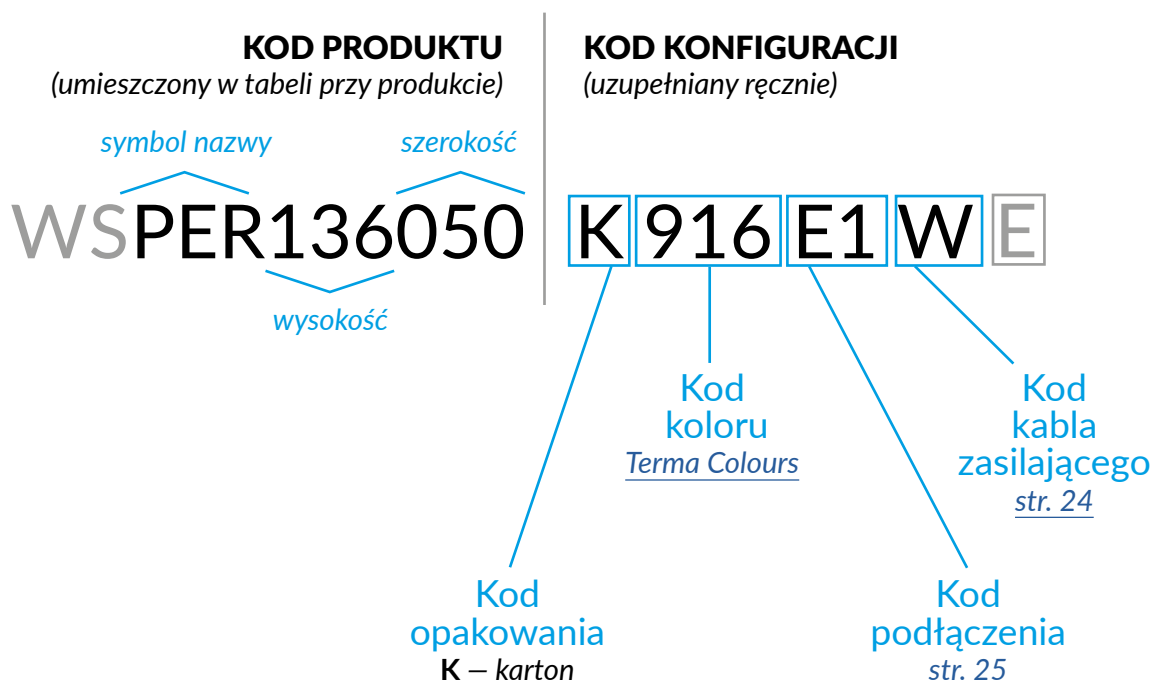 KOD PRODUKTU
(umieszczony w tabeli przy produkcie)
KOD KONFIGURACJI
(uzupełniany ręcznie)
symbol nazwy
szerokość
WSPER136050
K 916 E1 W E
wysokość
Kod
koloru
Terma Colours
Kod
kabla
zasilającego
str. 24
Kod
opakowania
K – karton
Kod
podłączenia
str. 25